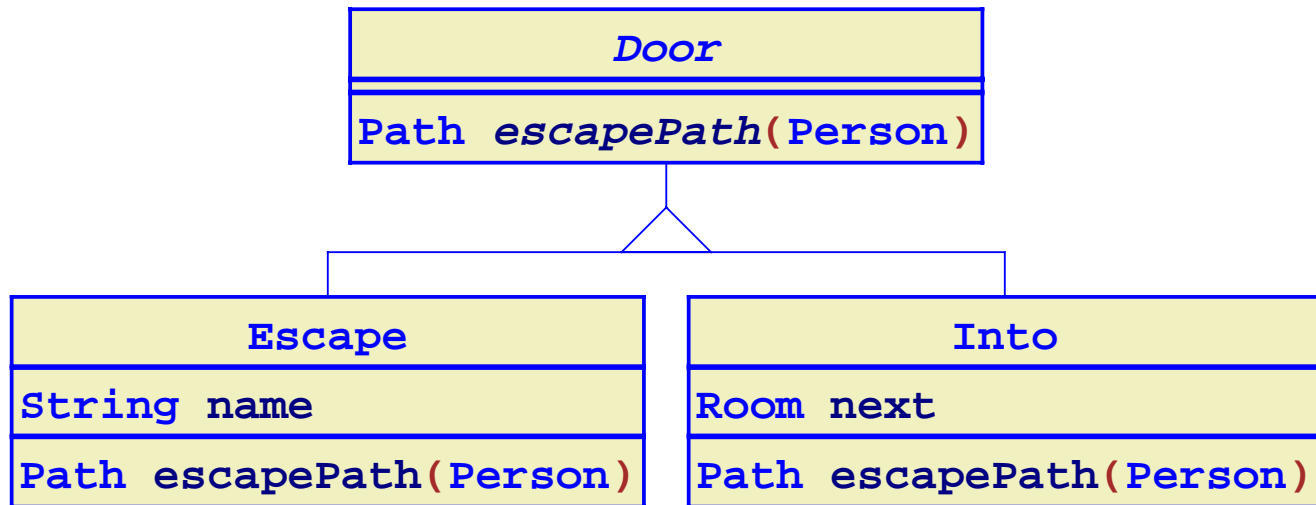 Door
Path escapePath(Person)
Escape
String name
Path escapePath(Person)
Into
Room next
Path escapePath(Person)